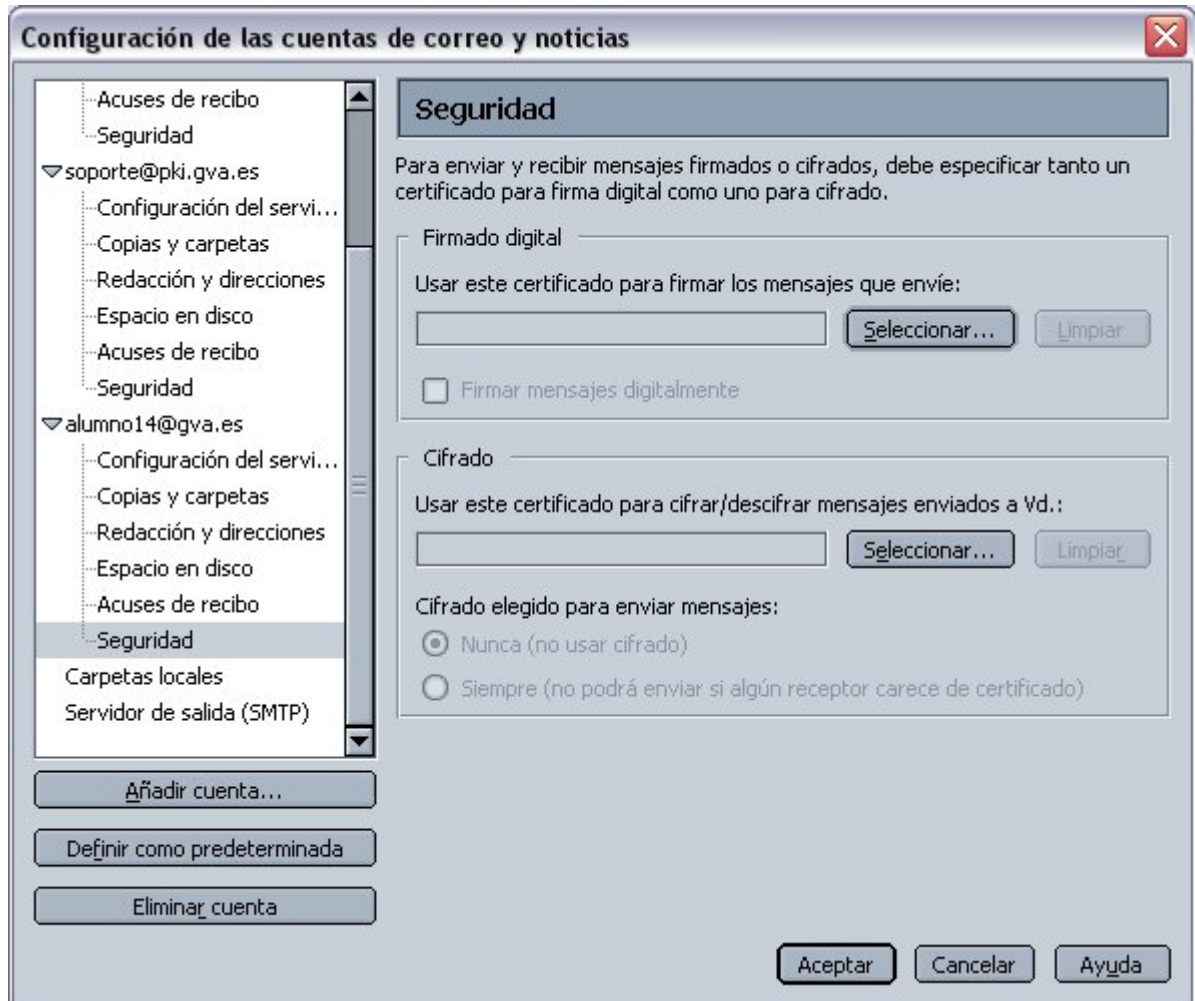 Configuración de las cuentas de correo y noticias
Acuses de recibo
Seguridad
soporte@pki.gva.es
Configuración del servi...
Copias y carpetas
Redacción y direcciones
Espacio en disco
Acuses de recibo
Seguridad
alumno14@gva.es
Configuración del servi...
Copias y carpetas
Redacción y direcciones
Espacio en disco
Acuses de recibo
Seguridad
Carpetas locales
Servidor de salida (SMTP)
Añadir cuenta...
Definir como predeterminada
Eliminar cuenta
Seguridad
Para enviar y recibir mensajes firmados o cifrados, debe especificar tanto un
certificado para firma digital como uno para cifrado.
Firmado digital
Usar este certificado para firmar los mensajes que envíe:
Seleccionar... Limpiar
Firmar mensajes digitalmente
Cifrado
Usar este certificado para cifrar/descifrar mensajes enviados a Vd.:
Seleccionar... Limpiar
Cifrado elegido para enviar mensajes:
Nunca (no usar cifrado)
Siempre (no podrá enviar si algún receptor carece de certificado)
Aceptar Cancelar Ayuda